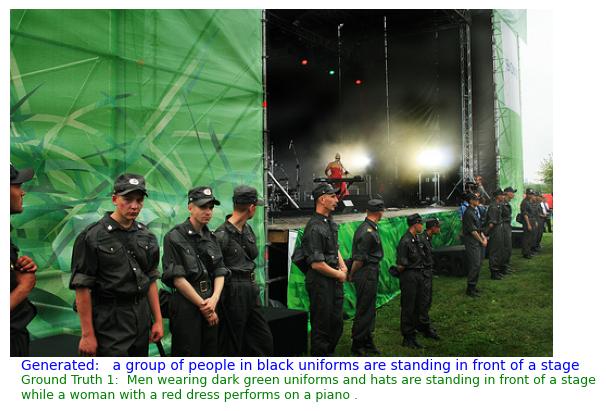 Generated:   a group of people in black uniforms are standing in front of a stage
Ground Truth 1:  Men wearing dark green uniforms and hats are standing in front of a stage
while a woman with a red dress performs on a piano .